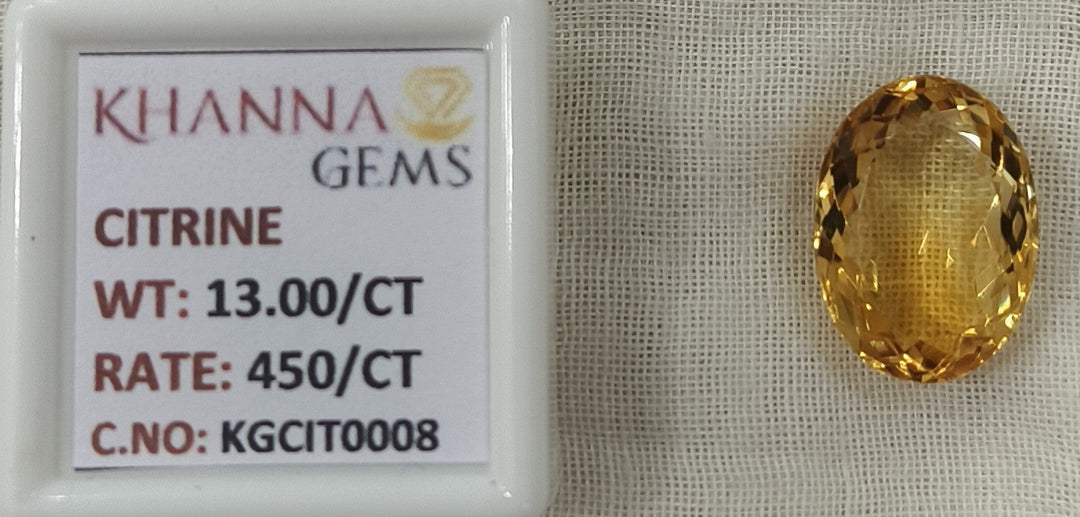 KHANNA
GEMS
CITRINE
WT: 13.00/CT
RATE: 450/CT
C.NO: KGCIT0008